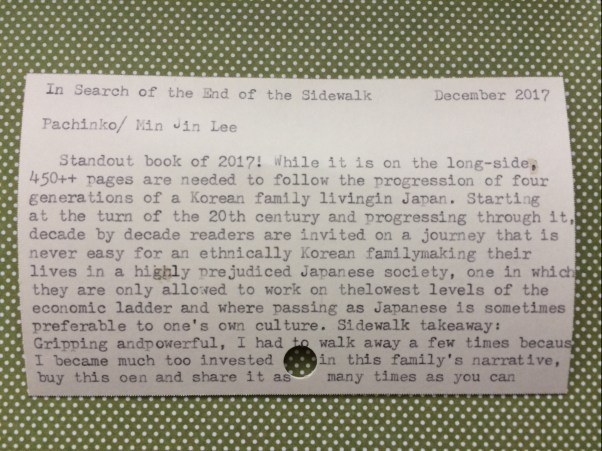 In Search of the End of the Sidewalk December 2017
Pachinko/ Min Jin Lee
Standout book of 2017! While it is on the long-side,
450++ pages are needed to follow the progression of four
generations of a Korean family livingin Japan. Starting
at the turn of the 20th century and progressing through it,
decade by decade readers are invited on a journey that is
never easy for an ethnically Korean familymaking their
lives in a highly prejudiced Japanese society, one in which
they are only allowed to work on thelowest levels of the
economic ladder and where passing as Japanese is sometimes
preferable to one's own culture. Sidewalk takeaway:
Gripping andpowerful, I had to walk away a few times becaus
I became much too invested in this family's narrative,
buy this oen and share it as many times as you can